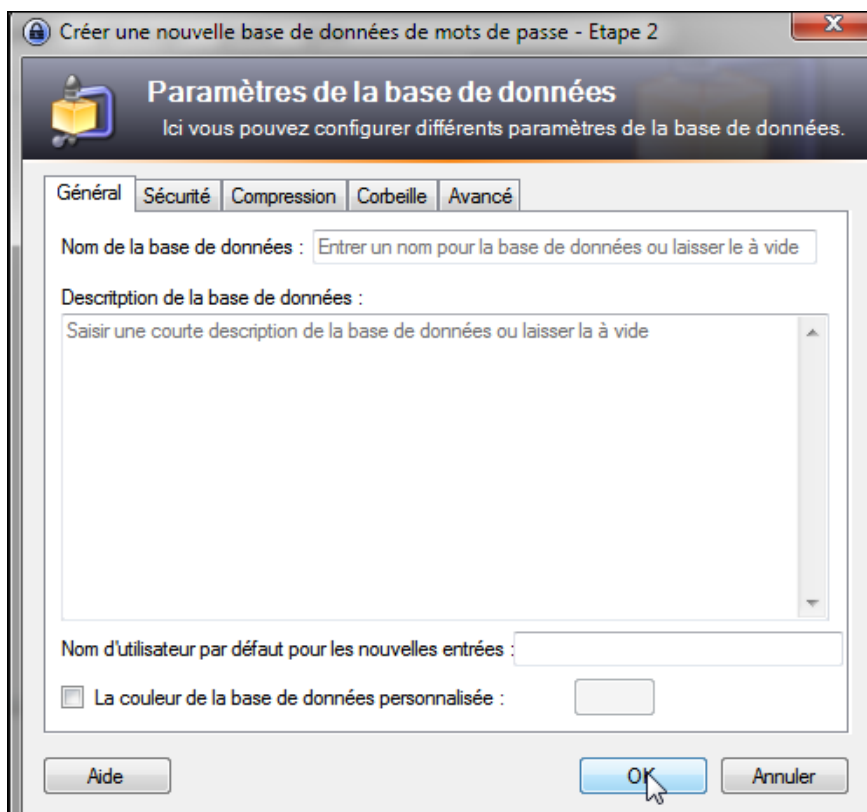 Créer une nouvelle base de données de mots de passe - Etape 2
Paramètres de la base de données
Ici vous pouvez configurer différents paramètres de la base de données.
Général Sécurité Compression Corbeille Avancé
Nom de la base de données : Entrer un nom pour la base de données ou laisser le à vide
Descritption de la base de données :
Saisir une courte description de la base de données ou laisser la à vide
Nom d'utilisateur par défaut pour les nouvelles entrées :
La couleur de la base de données personnalisée :
Aide OK Annuler